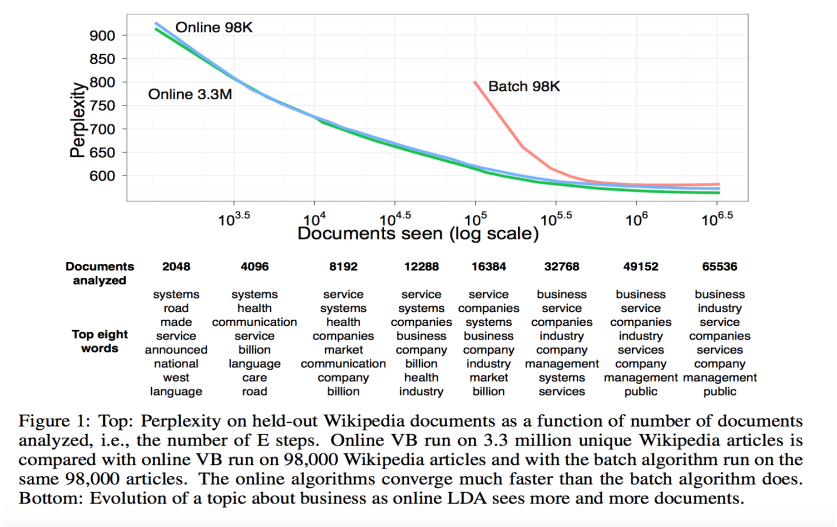 Perplexity
900
850
800
750
700
650
600
Online 98K
Online 3.3M
Batch 98K
10^3.5 10^4 10^4.5 10^5 10^5.5 10^6 10^6.5
Documents seen (log scale)
Documents analyzed 2048 4096 8192 12288 16384 32768 49152 65536
Top eight words
systems systems service service service business business business
road health systems systems companies service service industry
made communication health companies systems companies companies service
service service companies business business industry industry companies
announced billion market company company company services services
national language communication billion industry management company company
west care company health market systems management management
language road billion industry billion services public public
Figure 1: Top: Perplexity on held-out Wikipedia documents as a function of number of documents
analyzed, i.e., the number of E steps. Online VB run on 3.3 million unique Wikipedia articles is
compared with online VB run on 98,000 Wikipedia articles and with the batch algorithm run on the
same 98,000 articles. The online algorithms converge much faster than the batch algorithm does.
Bottom: Evolution of a topic about business as online LDA sees more and more documents.